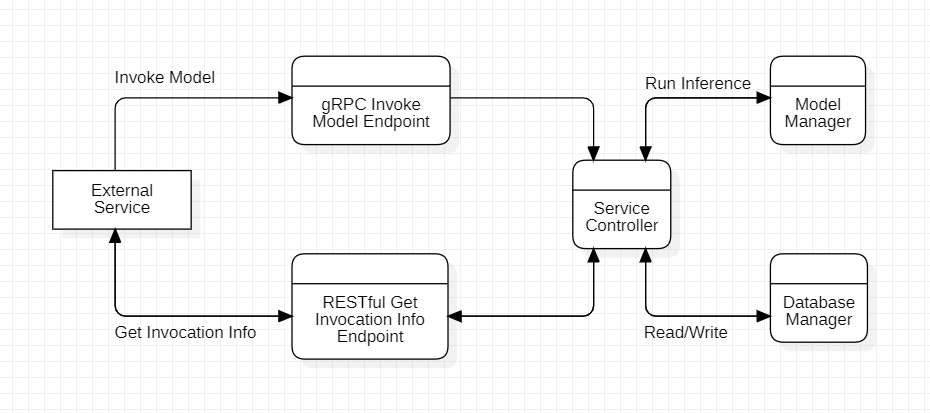 Invoke Model
gRPC Invoke
Model Endpoint
Run Inference
Model
Manager
External
Service
Service
Controller
RESTful Get
Invocation Info
Endpoint
Get Invocation Info
Database
Manager
Read/Write